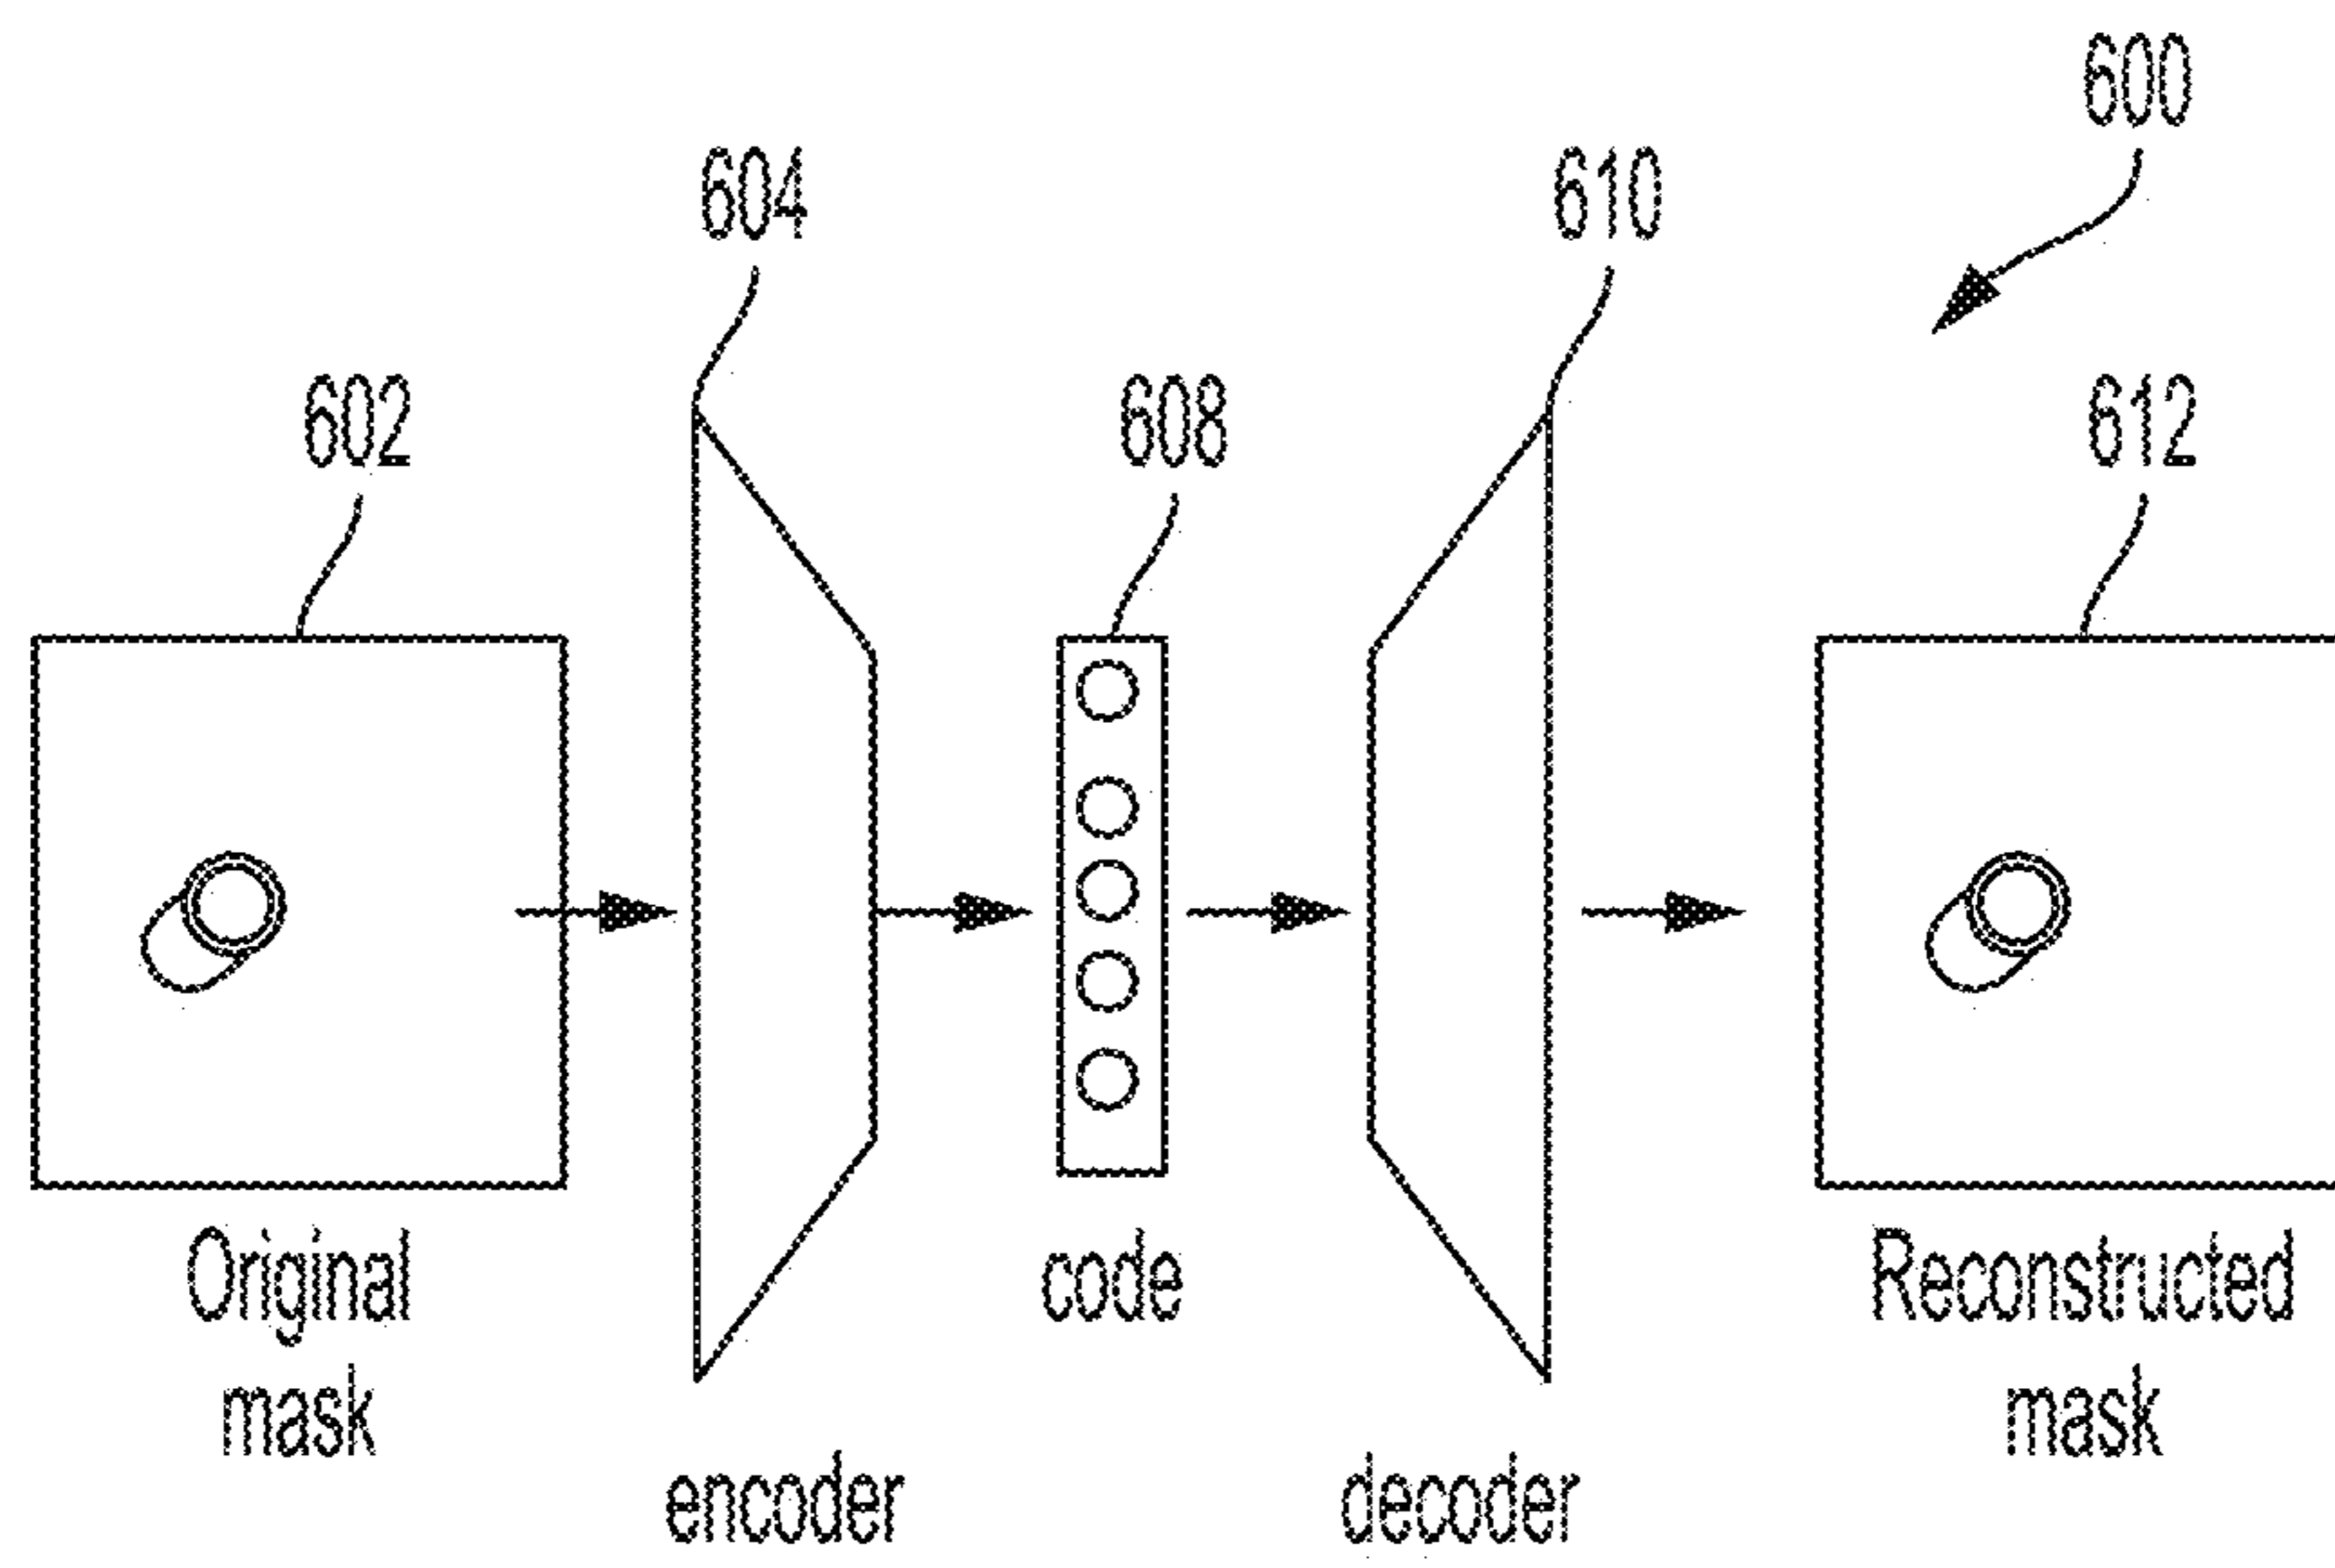 600
604
610
602
608
612
Original
mask
encoder
code
decoder
Reconstructed
mask